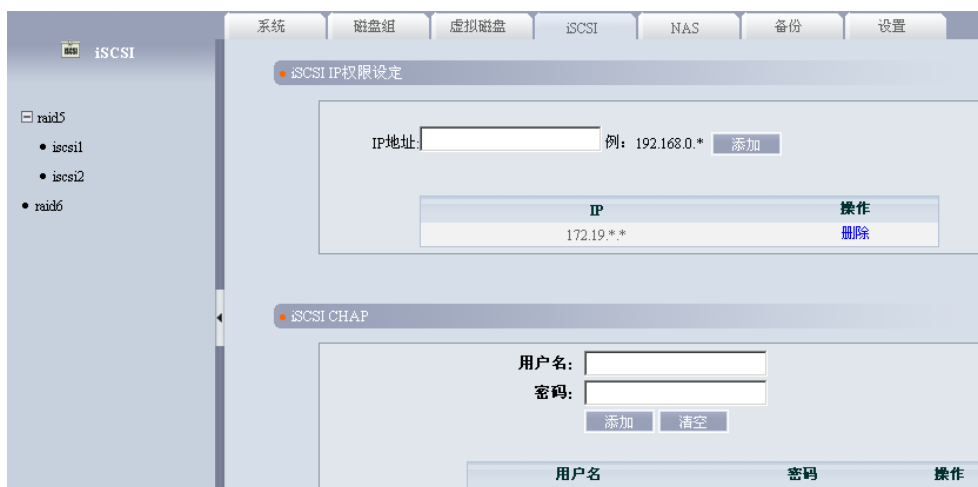 系统 磁盘组 虚拟磁盘 iSCSI NAS 备份 设置
iSCSI
raid5
iscsi1
iscsi2
raid6
iSCSI IP权限设定
IP地址: 例：192.168.0.* 添加
IP 操作
172.19.*.* 删除
iSCSI CHAP
用户名：
密码：
添加 清空
用户名 密码 操作